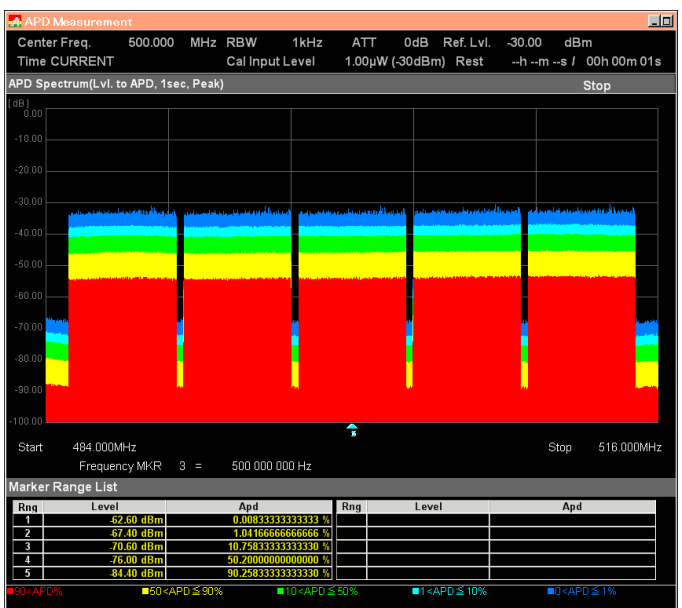 APD Measurement
Center Freq. 500.000 MHz RBW 1kHz ATT 0dB Ref. Lvl. -30.00 dBm
Time CURRENT Cal Input Level 1.00µW (-30dBm) Rest --h --m --s / 00h 00m 01s
APD Spectrum(Lvl. to APD, 1sec, Peak) Stop
[dB]
0.00
-10.00
-20.00
-30.00
-40.00
-50.00
-60.00
-70.00
-80.00
-90.00
-100.00
Start 484.000MHz Stop 516.000MHz
Frequency MKR 3 = 500 000 000 Hz
Marker Range List
Rng Level Apd Rng Level Apd
1 -62.60 dBm 0.00833333333333 %
2 -67.40 dBm 1.04166666666666 %
3 -70.60 dBm 10.75833333333330 %
4 -76.00 dBm 50.20000000000000 %
5 -84.40 dBm 90.25833333333330 %
90<APD% 50<APD≦90% 10<APD≦50% 1<APD≦10% 0<APD≦1%